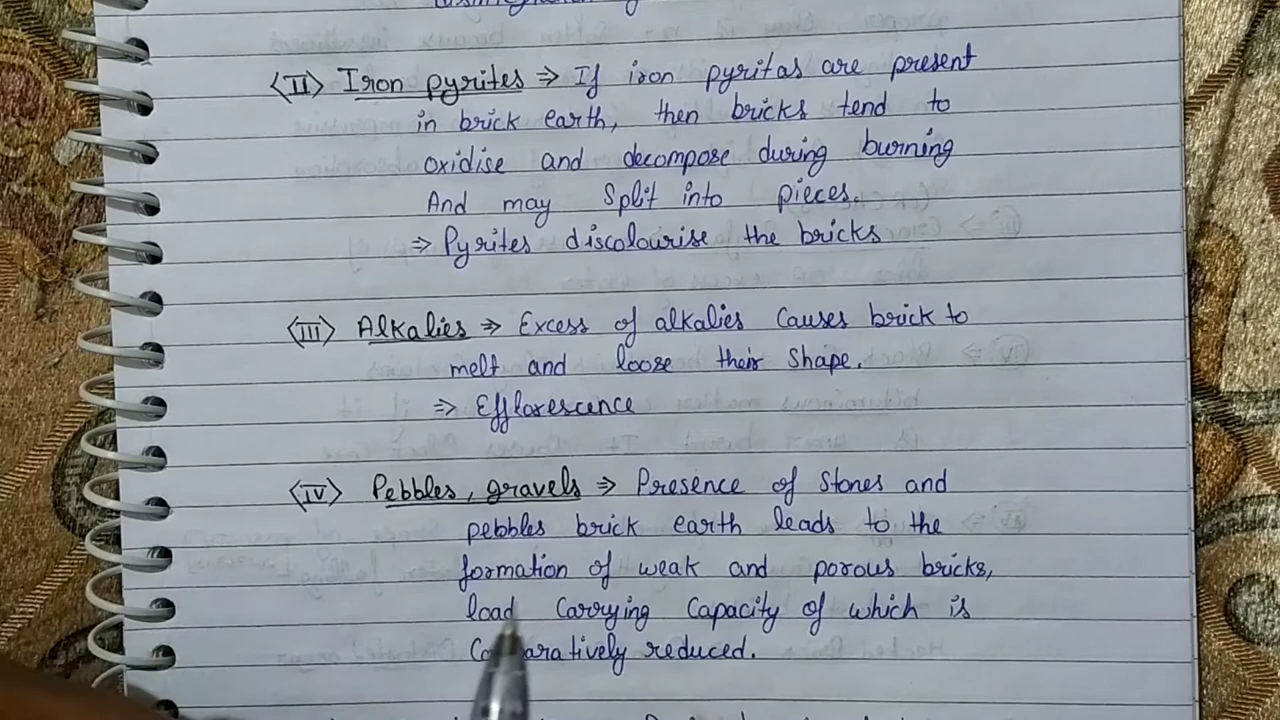 <II> Iron pyrites ⇒ If iron pyritas are present
in brick earth, then bricks tend to
oxidise and decompose during burning
And may split into pieces.
⇒ Pyrites discolourise the bricks
<III> Alkalies ⇒ Excess of alkalies causes brick to
melt and loose their shape.
⇒ Efflorescence
<IV> Pebbles, gravels ⇒ Presence of stones and
pebbles brick earth leads to the
formation of weak and porous bricks,
load carrying capacity of which is
Comparatively reduced.